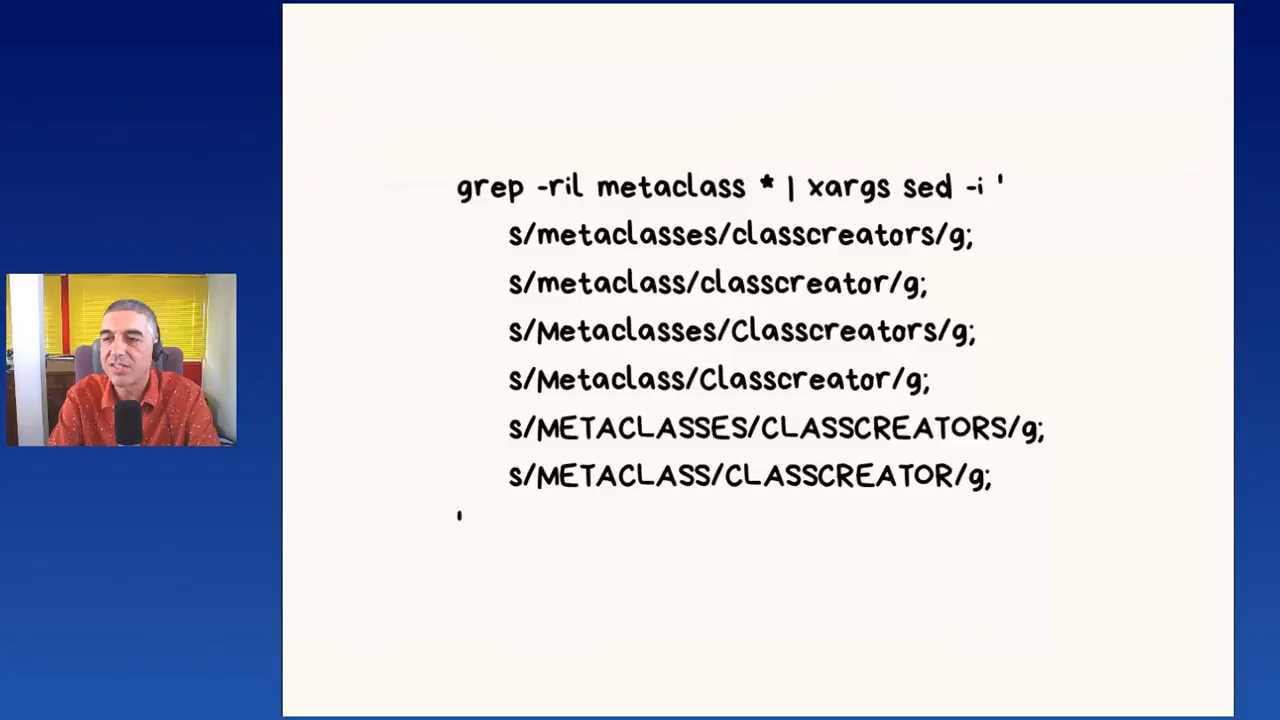 grep -ril metaclass * | xargs sed -i '
s/metaclasses/classcreators/g;
s/metaclass/classcreator/g;
s/Metaclasses/Classcreators/g;
s/Metaclass/Classcreator/g;
s/METACLASSES/CLASSCREATORS/g;
s/METACLASS/CLASSCREATOR/g;
'